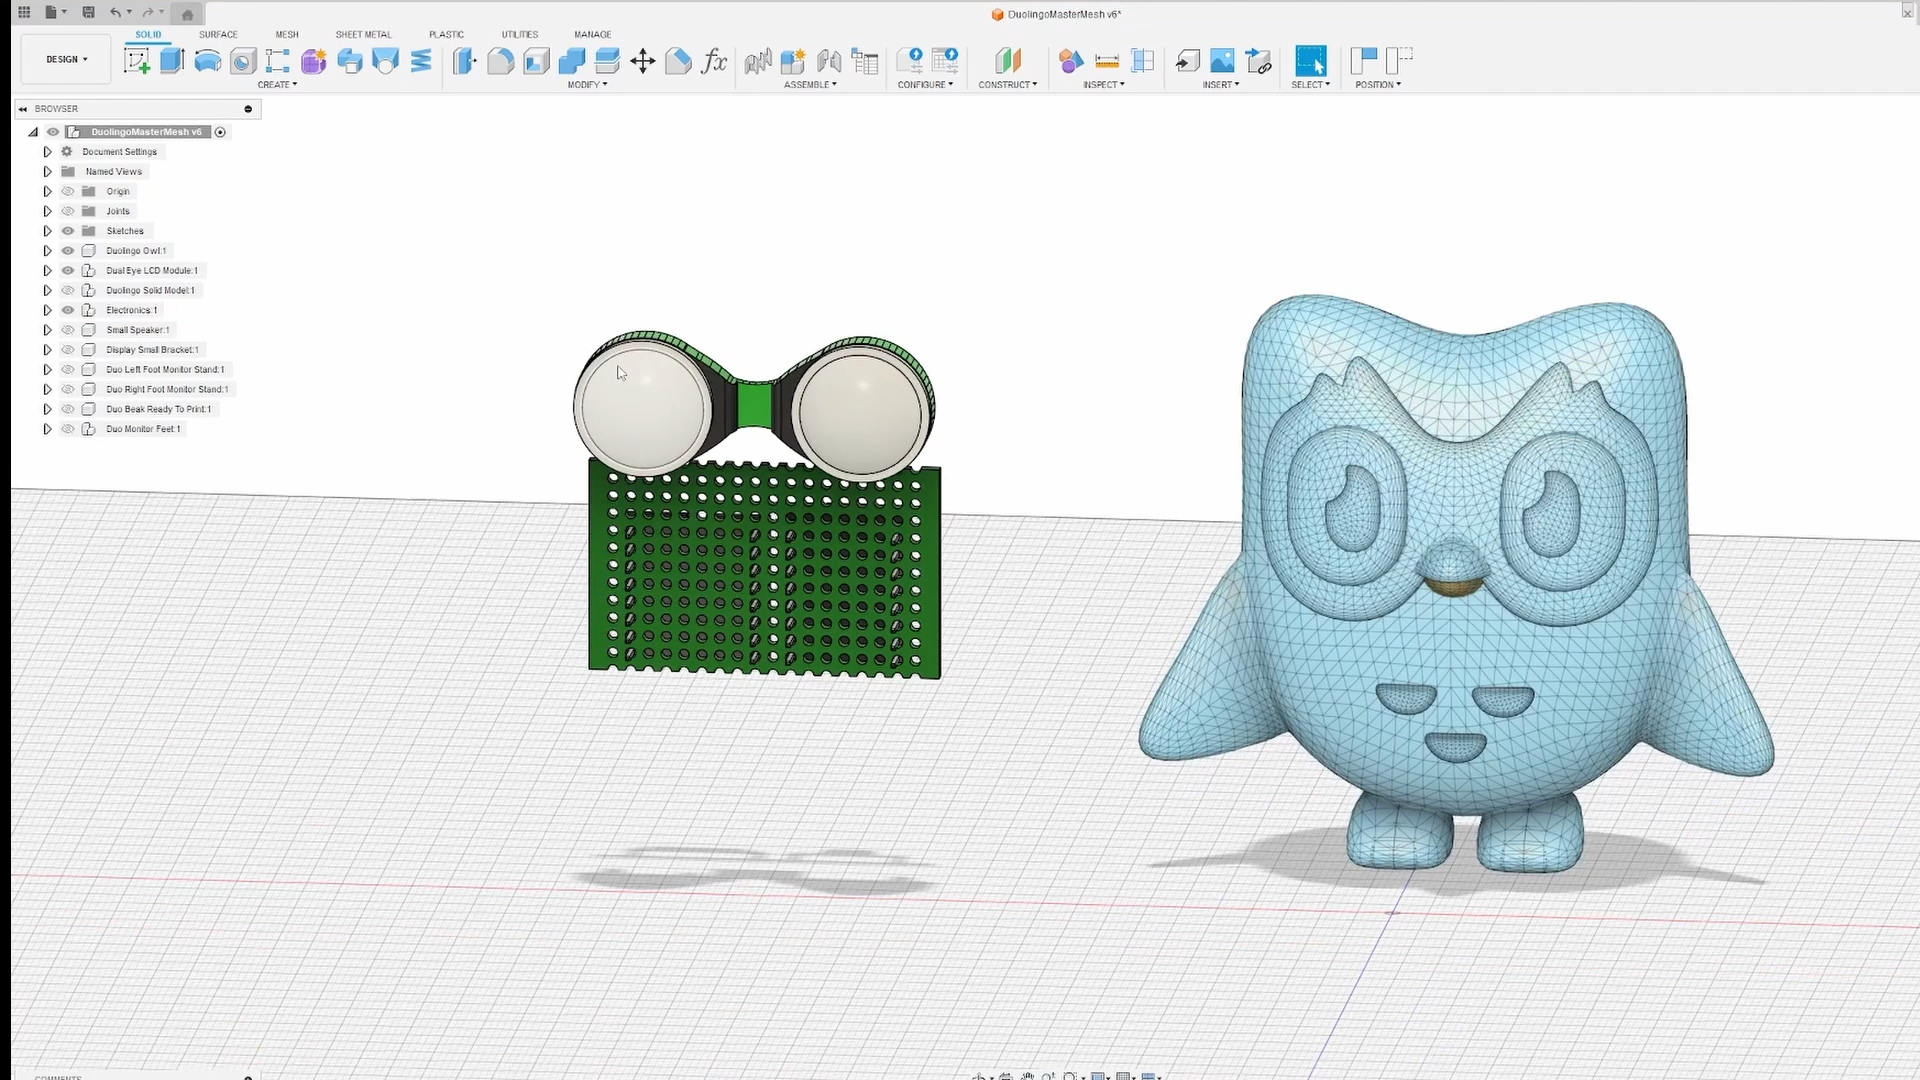 DuolingoMasterMesh v6*
SOLID
SURFACE
MESH
SHEET METAL
PLASTIC
UTILITIES
MANAGE
DESIGN
fx
CREATE
MODIFY
ASSEMBLE
CONFIGURE
CONSTRUCT
INSPECT
INSERT
SELECT
POSITION
BROWSER
DuolingoMasterMesh v6
Document Settings
Named Views
Origin
Joints
Sketches
Duolingo Owl:1
Dual Eye LCD Module:1
Duolingo Solid Model:1
Electronics:1
Small Speaker:1
Display Small Bracket:1
Duo Left Foot Monitor Stand:1
Duo Right Foot Monitor Stand:1
Duo Beak Ready To Print:1
Duo Monitor Feet:1
COMMENTS